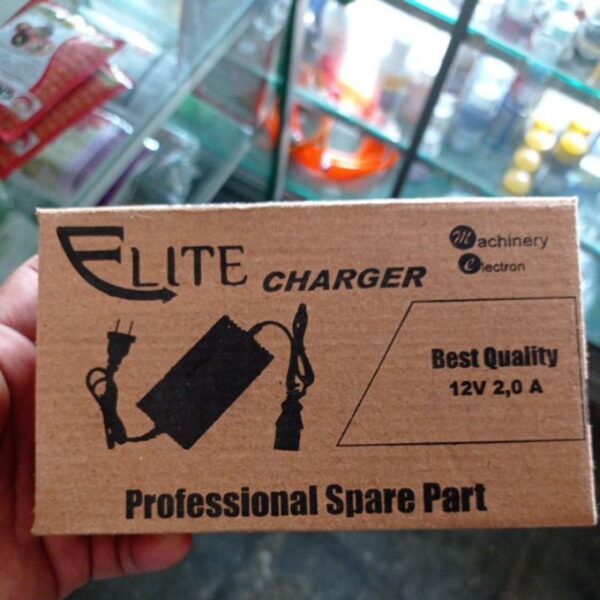 ELITE CHARGER
Machinery
electron
Best Quality
12V 2,0 A
Professional Spare Part